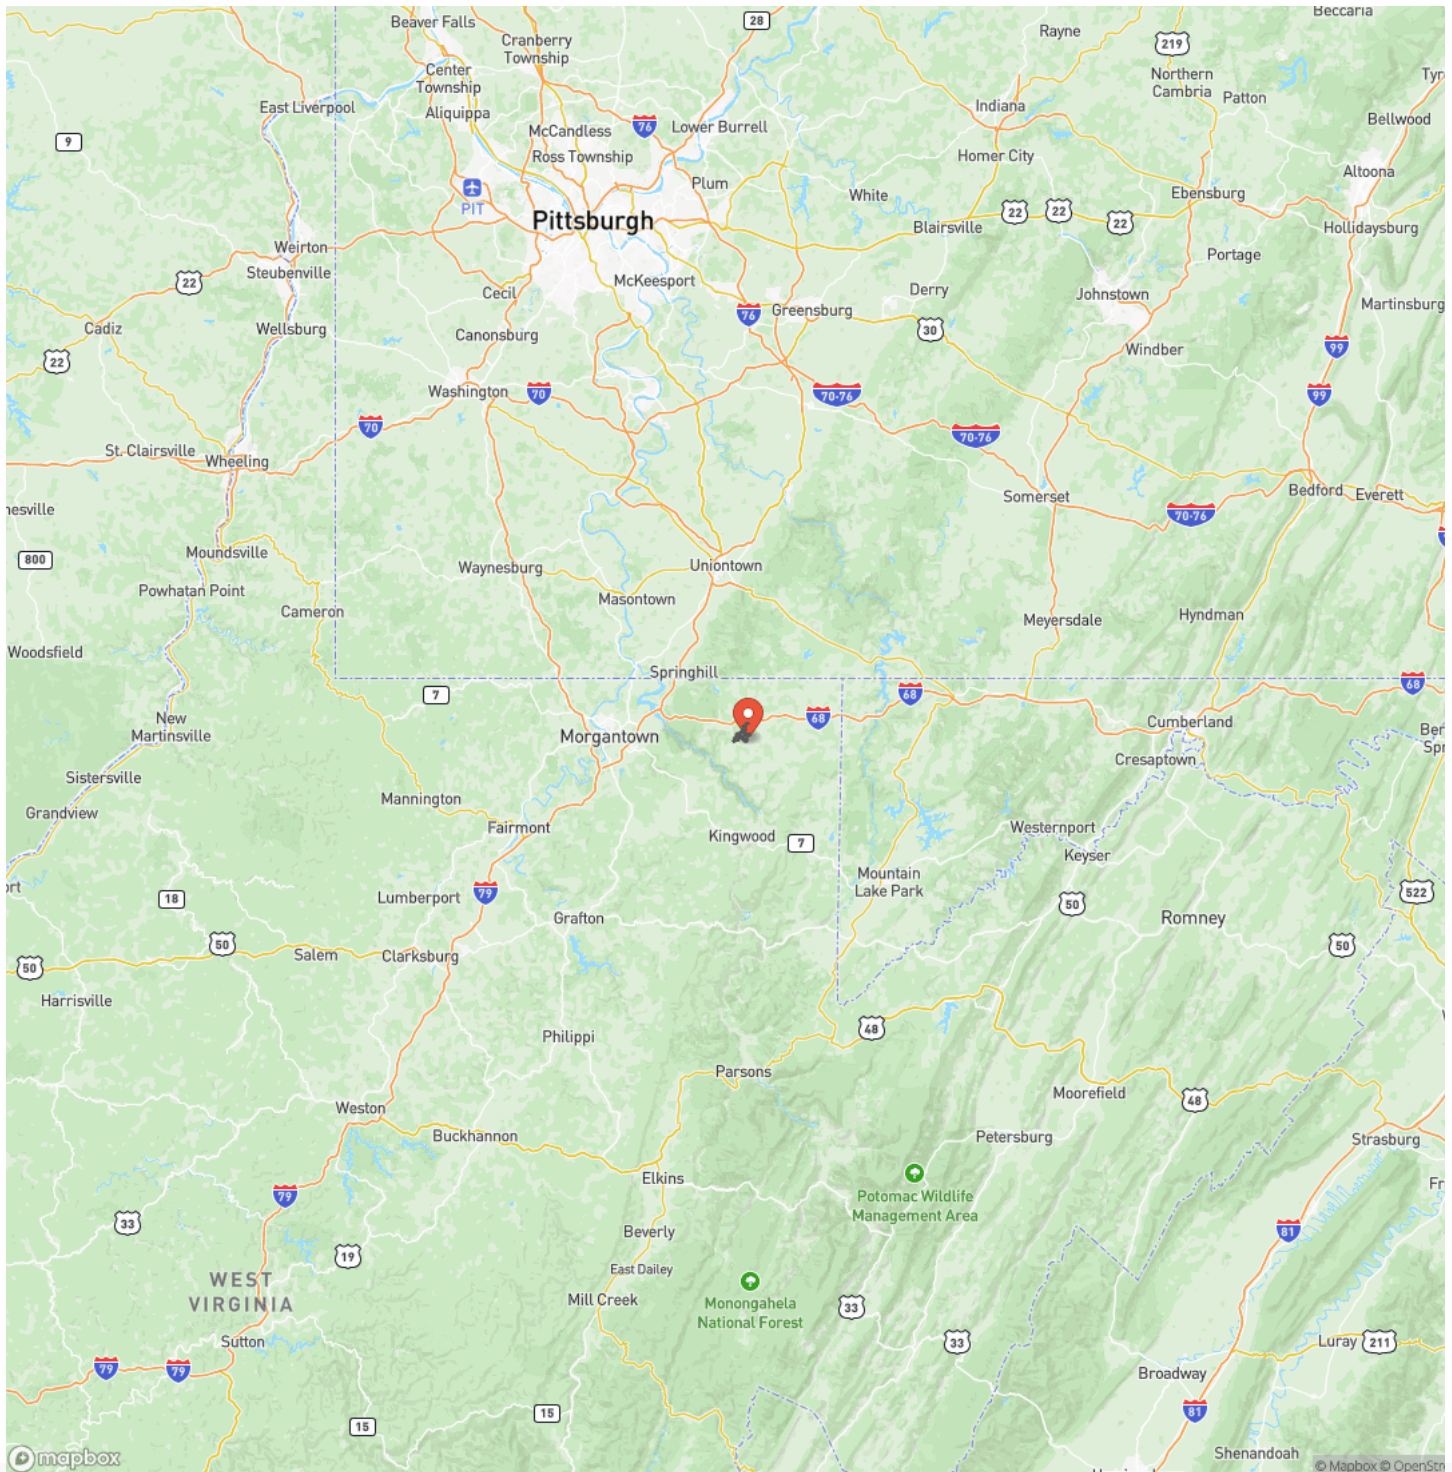 Beccaria
Beaver Falls
28
Rayne
Cranberry
Township
219
Center
Township
Northern
Cambria
Patton
East Liverpool
Aliquippa
Indiana
Bellwood
9
McCandless
76
Lower Burrell
Ross Township
Homer City
Altoona
PIT
Plum
White
Ebensburg
Pittsburgh
22
22
22
Blairsville
Hollidaysburg
Weirton
Portage
Steubenville
22
McKeesport
Cecil
Derry
Johnstown
Martinsburg
Cadiz
Wellsburg
76
Greensburg
Canonsburg
30
22
Windber
99
Washington
70
70-76
99
70
70-76
St. Clairsville
Wheeling
Somerset
Bedford
Everett
nesville
70-76
Moundsville
800
Waynesburg
Uniontown
Powhatan Point
Masontown
Cameron
Meyersdale
Hyndman
Woodsfield
Springhill
7
68
68
68
New
Martinsville
Morgantown
Cumberland
Cresaptown
Sistersville
Mannington
Grandview
Fairmont
Kingwood
7
Westernport
Keyser
Mountain
Lake Park
79
Lumberport
18
50
522
Grafton
Romney
50
Salem
Clarksburg
50
50
Harrisville
Philippi
48
Parsons
Moorefield
48
Weston
Buckhannon
Petersburg
Strasburg
Elkins
79
Potomac Wildlife
Management Area
33
Beverly
81
19
East Dailey
WEST
VIRGINIA
Mill Creek
Monongahela
National Forest
33
33
Sutton
Luray
211
79
79
Broadway
15
15
81
Shenandoah
mapbox
© Mapbox © OpenStr